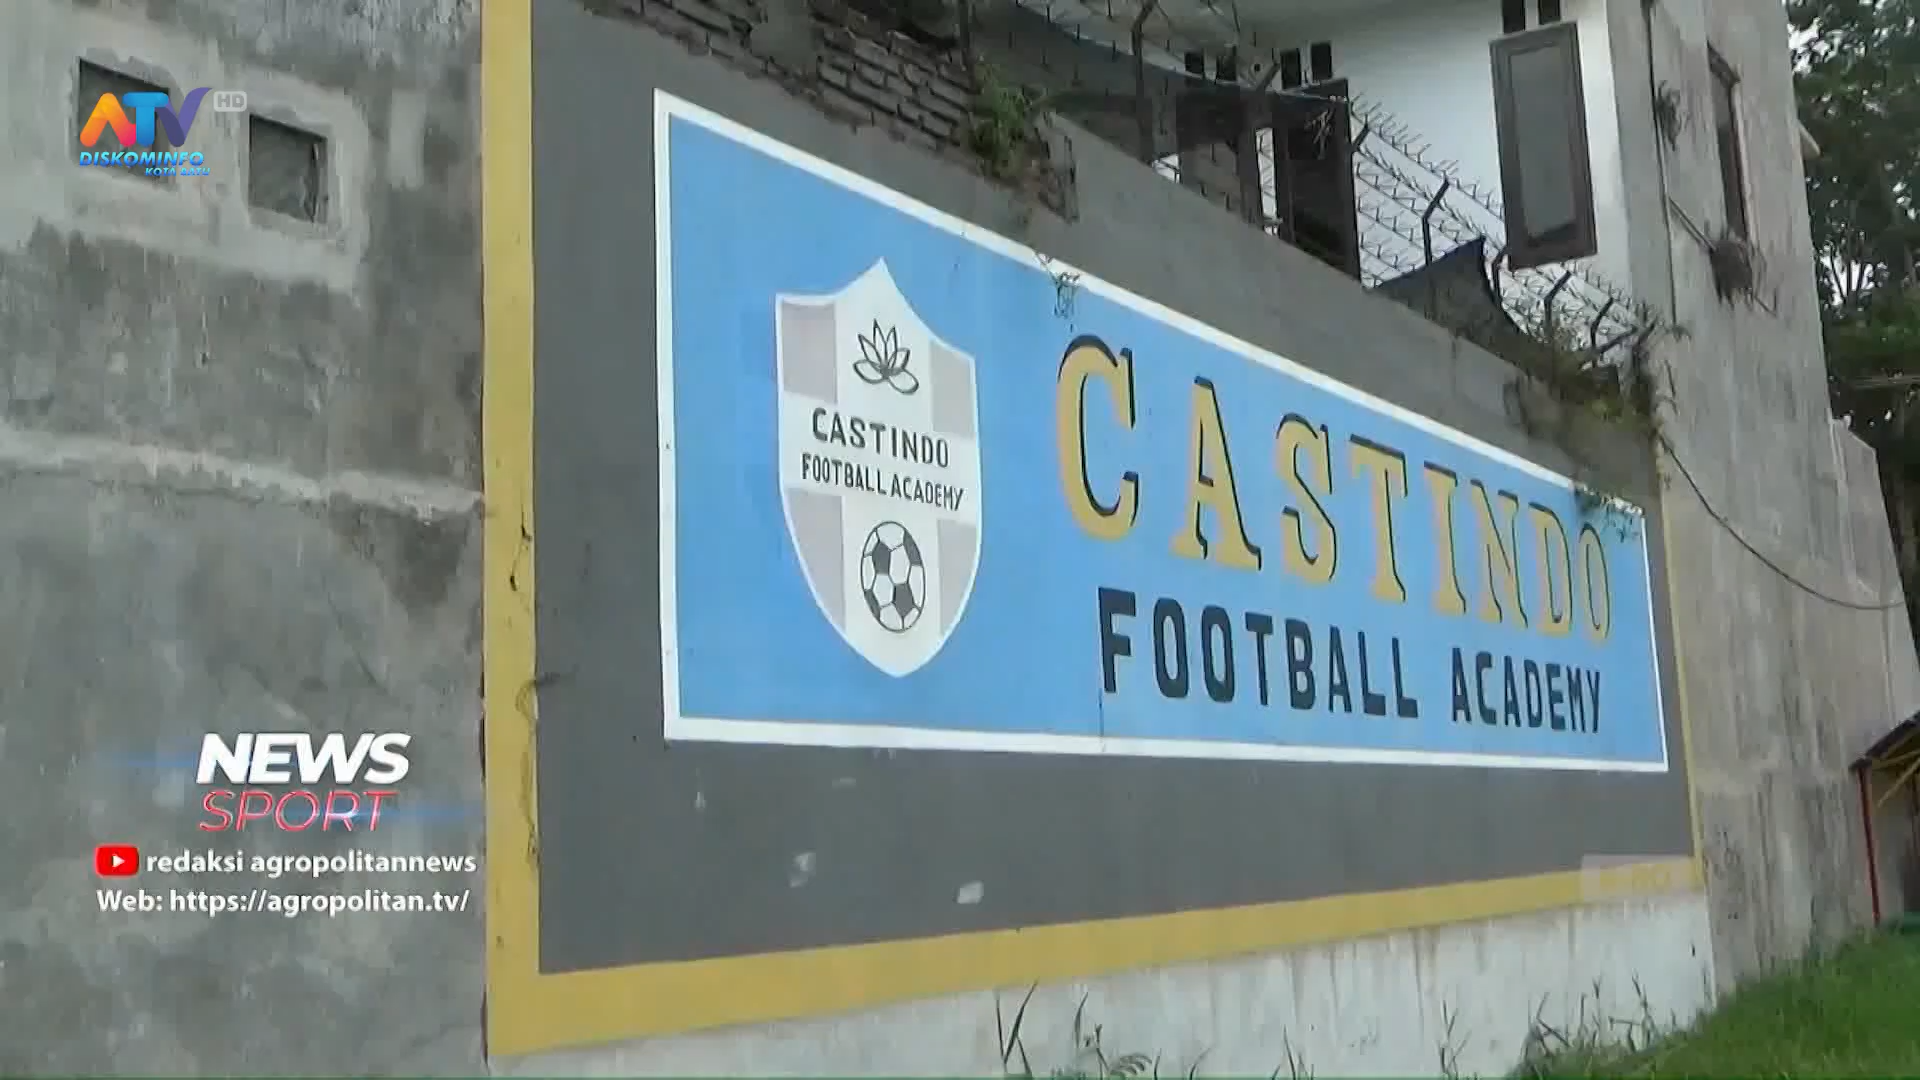 ATV HD
DISKOMINFO
KOTA BATU
CASTINDO
FOOTBALL ACADEMY
CASTINDO
FOOTBALL ACADEMY
NEWS
SPORT
redaksi agropolitannews
Web: https://agropolitan.tv/